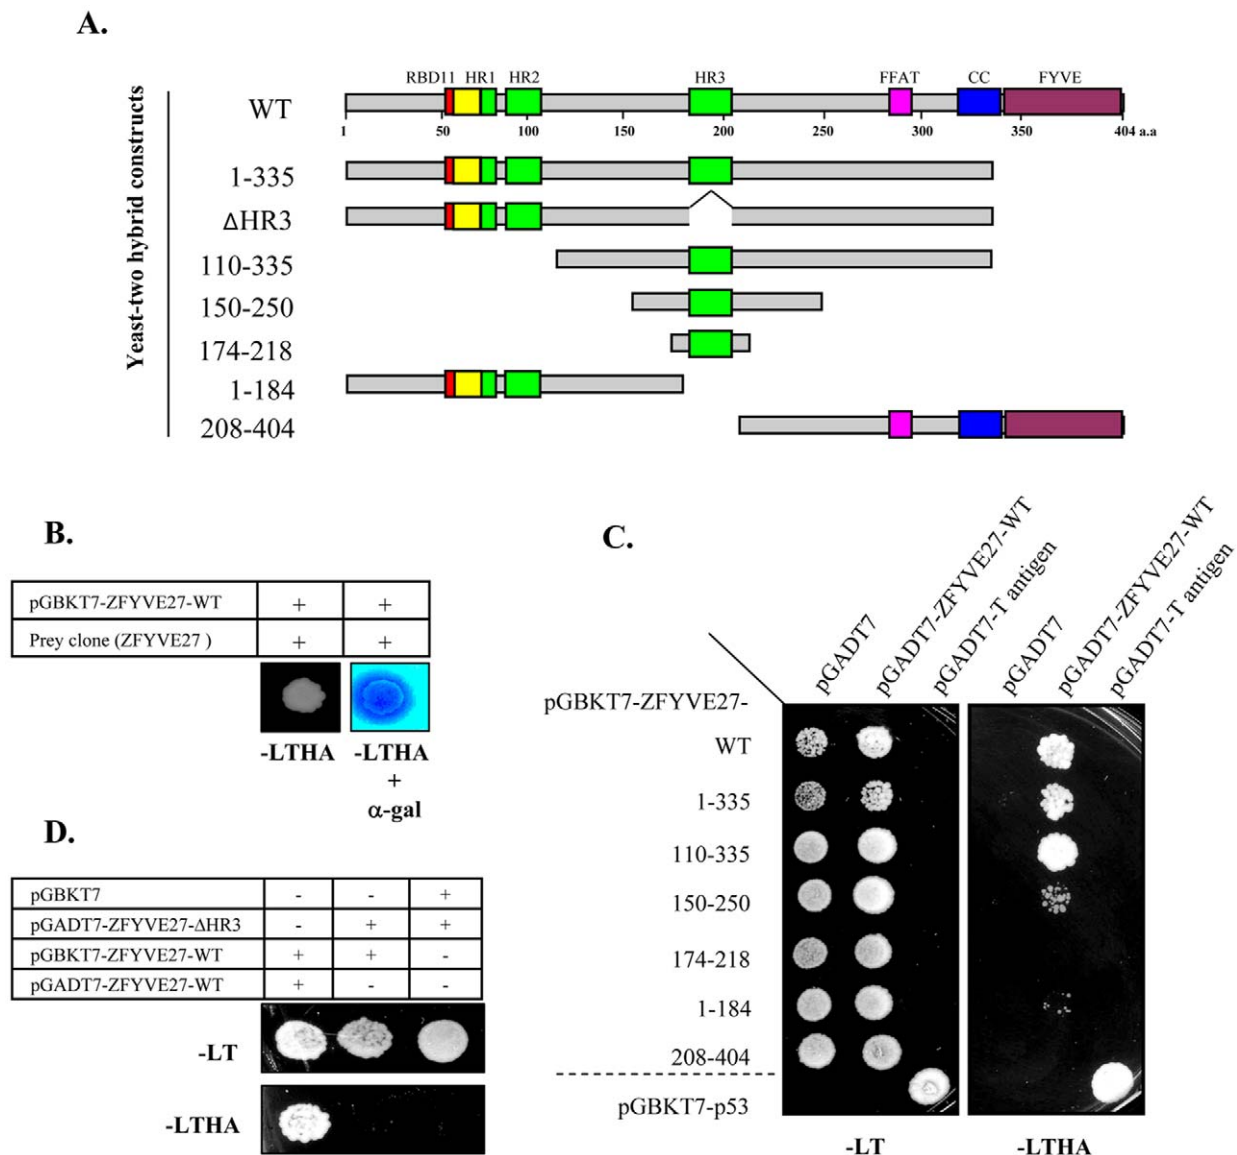 A.
Yeast-two hybrid constructs
RBD11 HR1 HR2 HR3 FFAT CC FYVE
WT
1 50 100 150 200 250 300 350 404 a.a
1-335
ΔHR3
110-335
150-250
174-218
1-184
208-404
B.
pGBKT7-ZFYVE27-WT + +
Prey clone (ZFYVE27 ) + +
-LTHA -LTHA
+
α-gal
C.
pGADT7 pGADT7-ZFYVE27-WT pGADT7-T antigen pGADT7 pGADT7-ZFYVE27-WT pGADT7-T antigen
pGBKT7-ZFYVE27-
WT
1-335
110-335
150-250
174-218
1-184
208-404
pGBKT7-p53
-LT -LTHA
D.
pGBKT7 - - +
pGADT7-ZFYVE27-ΔHR3 - + +
pGBKT7-ZFYVE27-WT + + -
pGADT7-ZFYVE27-WT + - -
-LT
-LTHA